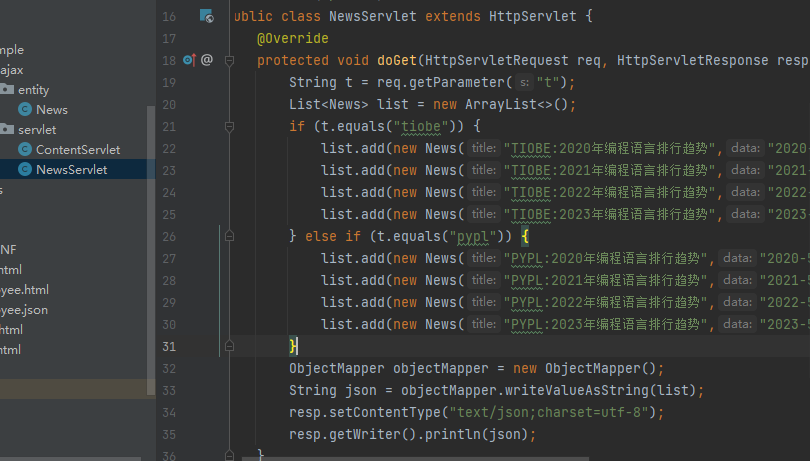 mple
ajax
entity
News
servlet
ContentServlet
NewsServlet
s
NF
html
yee.html
yee.json
html
html
16 ublic class NewsServlet extends HttpServlet {
17 @Override
18 @ protected void doGet(HttpServletRequest req, HttpServletResponse resp
19 String t = req.getParameter( s: "t");
20 List<News> list = new ArrayList<>();
21 if (t.equals("tiobe")) {
22 list.add(new News( title: "TIOBE:2020年编程语言排行趋势", data: "2020-
23 list.add(new News( title: "TIOBE:2021年编程语言排行趋势", data: "2021-
24 list.add(new News( title: "TIOBE:2022年编程语言排行趋势", data: "2022-
25 list.add(new News( title: "TIOBE:2023年编程语言排行趋势", data: "2023-
26 } else if (t.equals("pypl")) {
27 list.add(new News( title: "PYPL:2020年编程语言排行趋势", data: "2020-5
28 list.add(new News( title: "PYPL:2021年编程语言排行趋势", data: "2021-5
29 list.add(new News( title: "PYPL:2022年编程语言排行趋势", data: "2022-5
30 list.add(new News( title: "PYPL:2023年编程语言排行趋势", data: "2023-5
31 }
32 ObjectMapper objectMapper = new ObjectMapper();
33 String json = objectMapper.writeValueAsString(list);
34 resp.setContentType("text/json;charset=utf-8");
35 resp.getWriter().println(json);
36 }